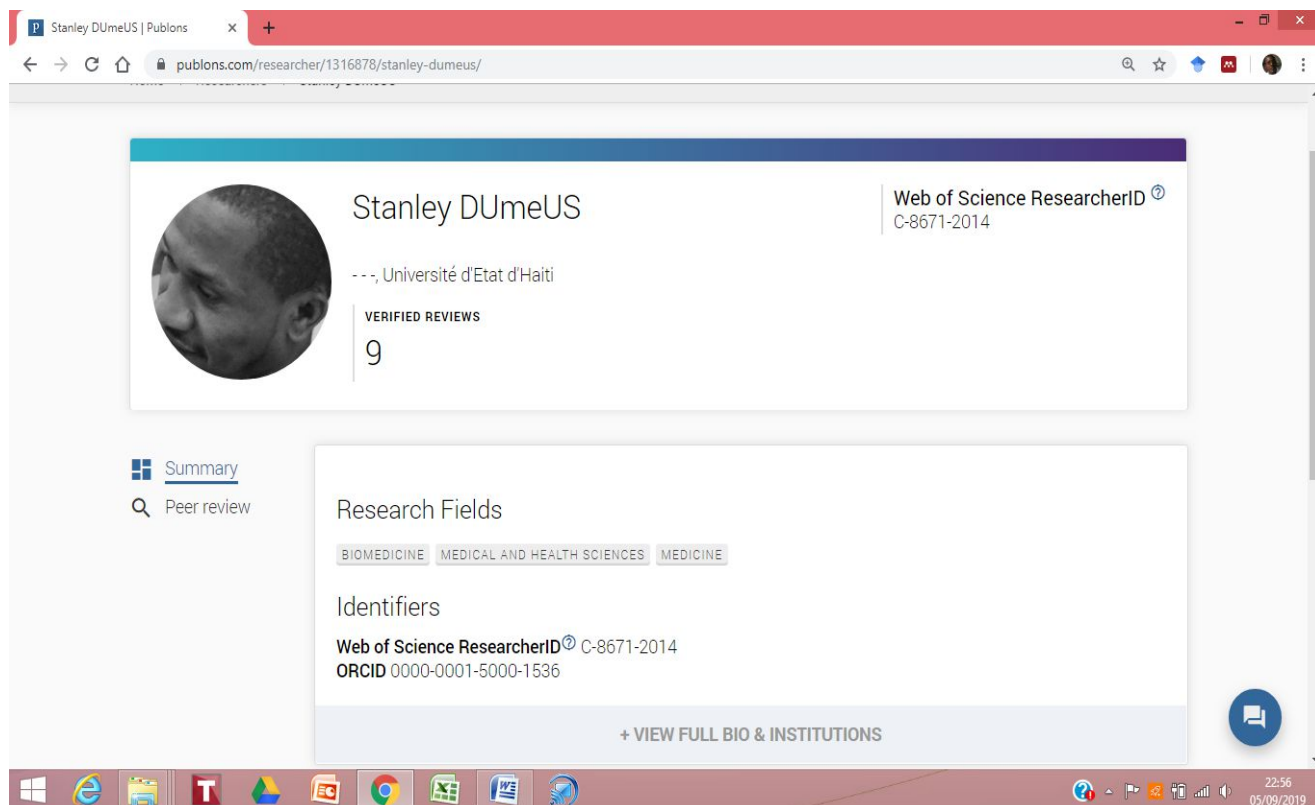 Stanley DUmeUS | Publons
publons.com/researcher/1316878/stanley-dumeus/
Stanley DUmeUS
Web of Science ResearcherID ?
C-8671-2014
- - -, Université d'Etat d'Haiti
VERIFIED REVIEWS
9
Summary
Peer review
Research Fields
BIOMEDICINE MEDICAL AND HEALTH SCIENCES MEDICINE
Identifiers
Web of Science ResearcherID ? C-8671-2014
ORCID 0000-0001-5000-1536
+ VIEW FULL BIO & INSTITUTIONS
22:56
05/09/2019